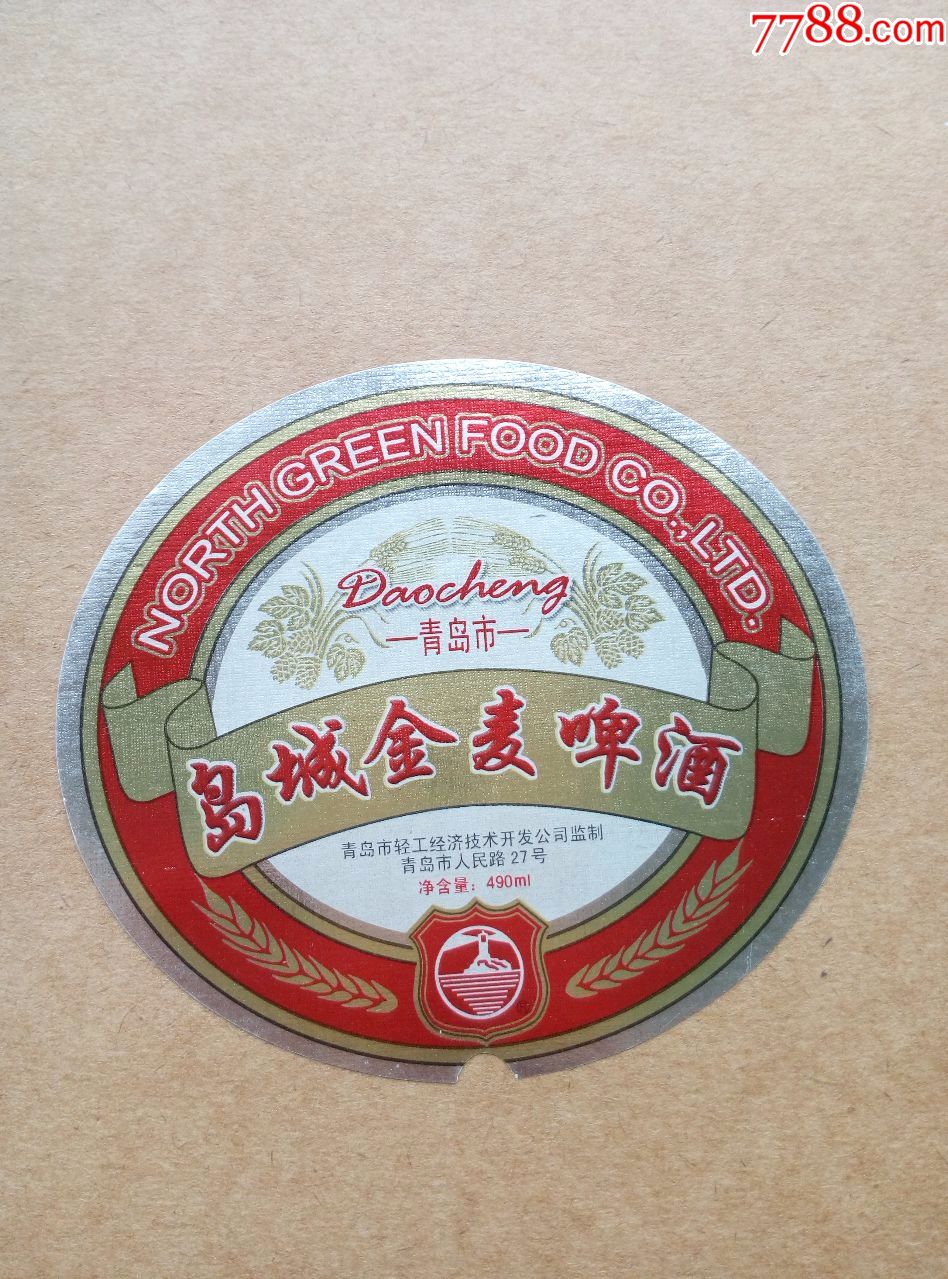 7788.com
NORTH GREEN FOOD CO.,LTD.
Daocheng
—青岛市—
岛城金麦啤酒
青岛市轻工经济技术开发公司监制
青岛市人民路27号
净含量：490ml
®